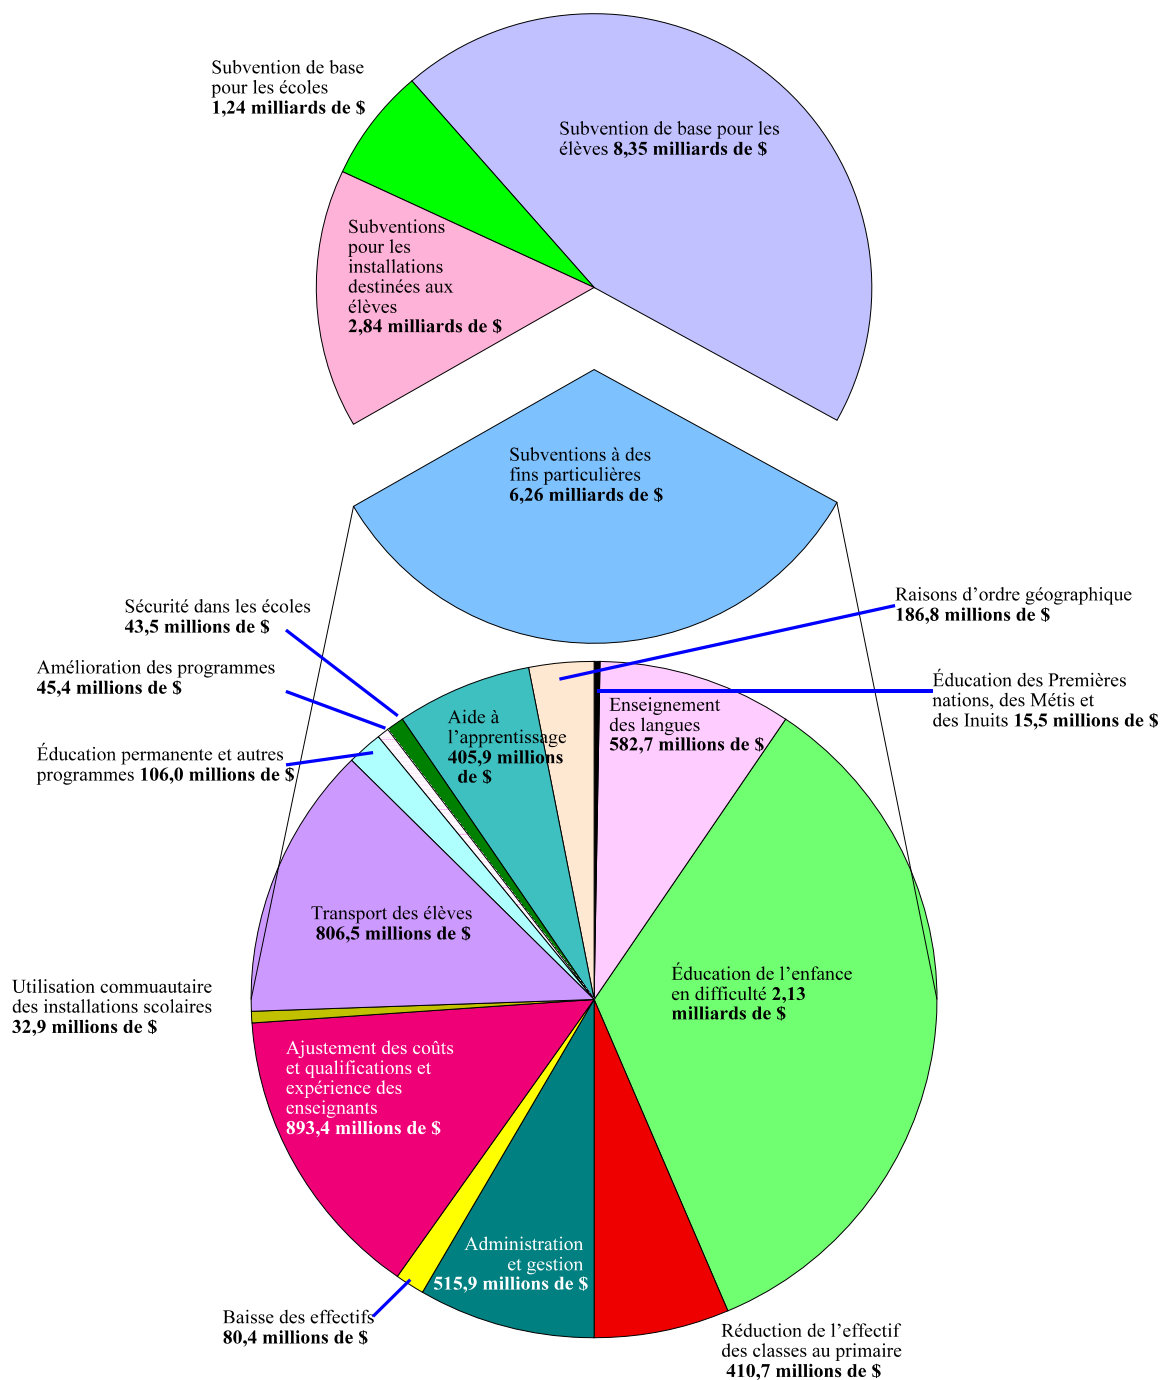 Subvention de base
pour les écoles
1,24 milliards de $
Subvention de base pour les
élèves 8,35 milliards de $
Subventions
pour les
installations
destinées aux
élèves
2,84 milliards de $
Subventions à des
fins particulières
6,26 milliards de $
Sécurité dans les écoles
43,5 millions de $
Raisons d’ordre géographique
186,8 millions de $
Amélioration des programmes
45,4 millions de $
Éducation des Premières
nations, des Métis et
des Inuits 15,5 millions de $
Enseignement
des langues
582,7 millions de $
Aide à
l’apprentissage
405,9 millions
de $
Éducation permanente et autres
programmes 106,0 millions de $
Transport des élèves
806,5 millions de $
Éducation de l’enfance
en difficulté 2,13
milliards de $
Utilisation commuautaire
des installations scolaires
32,9 millions de $
Ajustement des coûts
et qualifications et
expérience des
enseignants
893,4 millions de $
Administration
et gestion
515,9 millions de $
Baisse des effectifs
80,4 millions de $
Réduction de l’effectif
des classes au primaire
410,7 millions de $